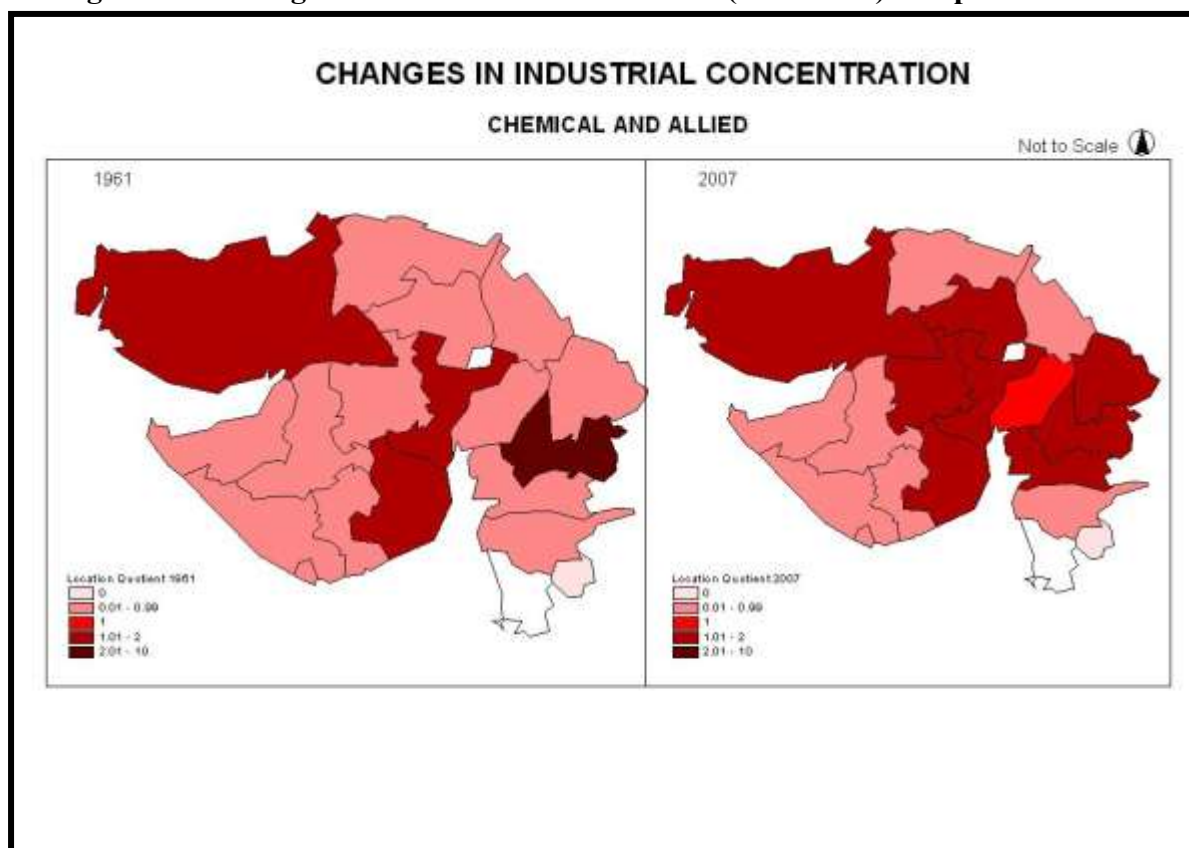 CHANGES IN INDUSTRIAL CONCENTRATION
CHEMICAL AND ALLIED
Not to Scale
1961
2007
Location Quotient 1961
0
0.01 - 0.99
1
1.01 - 2
2.01 - 10
Location Quotient 2007
0
0.01 - 0.99
1
1.01 - 2
2.01 - 10